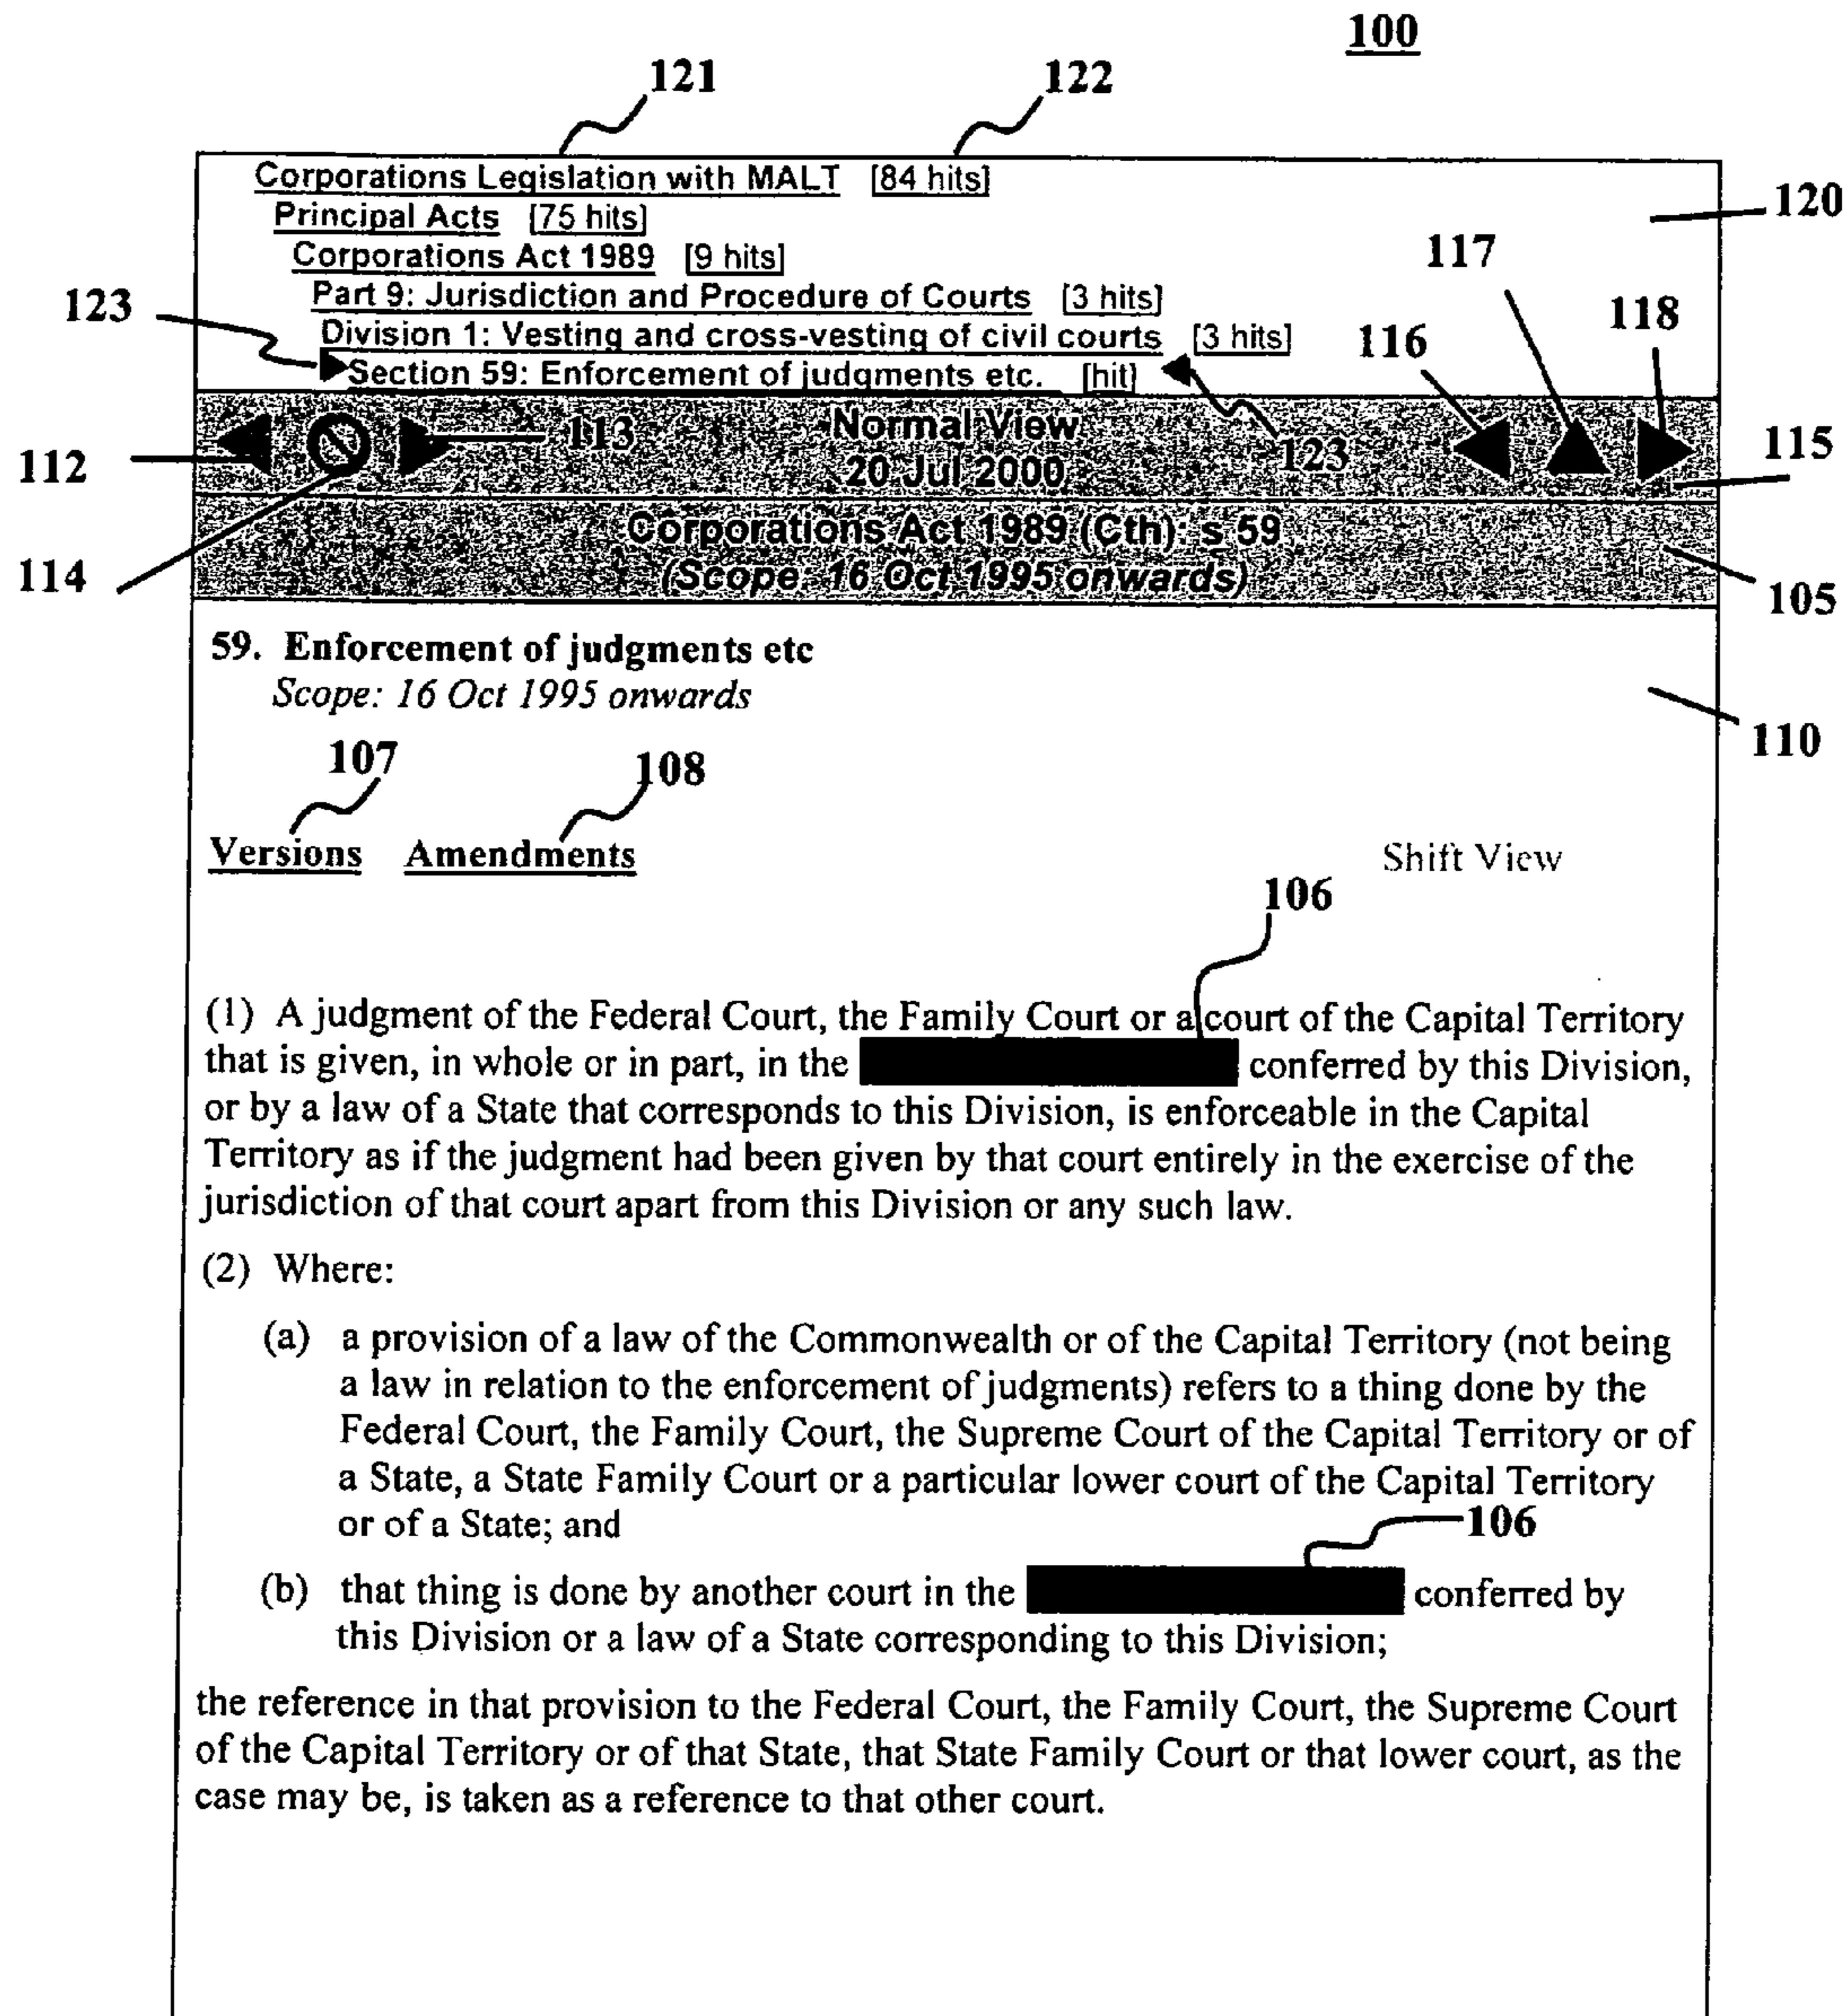 100
121 122
Corporations Legislation with MALT [84 hits]
120
Principal Acts [75 hits]
Corporations Act 1989 [9 hits]
117
Part 9: Jurisdiction and Procedure of Courts [3 hits]
123
118
Division 1: Vesting and cross-vesting of civil courts [3 hits]
116
Section 59: Enforcement of judgments etc. [hit]
113
Normal View
123
115
112
20 Jul 2000
Corporations Act 1989 (Cth): s 59
114
(Scope: 16 Oct 1995 onwards)
105
59. Enforcement of judgments etc
Scope: 16 Oct 1995 onwards
110
107 108
Versions Amendments Shift View
106
(1) A judgment of the Federal Court, the Family Court or a court of the Capital Territory
that is given, in whole or in part, in the conferred by this Division,
or by a law of a State that corresponds to this Division, is enforceable in the Capital
Territory as if the judgment had been given by that court entirely in the exercise of the
jurisdiction of that court apart from this Division or any such law.
(2) Where:
(a) a provision of a law of the Commonwealth or of the Capital Territory (not being
a law in relation to the enforcement of judgments) refers to a thing done by the
Federal Court, the Family Court, the Supreme Court of the Capital Territory or of
a State, a State Family Court or a particular lower court of the Capital Territory
or of a State; and
106
(b) that thing is done by another court in the conferred by
this Division or a law of a State corresponding to this Division;
the reference in that provision to the Federal Court, the Family Court, the Supreme Court
of the Capital Territory or of that State, that State Family Court or that lower court, as the
case may be, is taken as a reference to that other court.